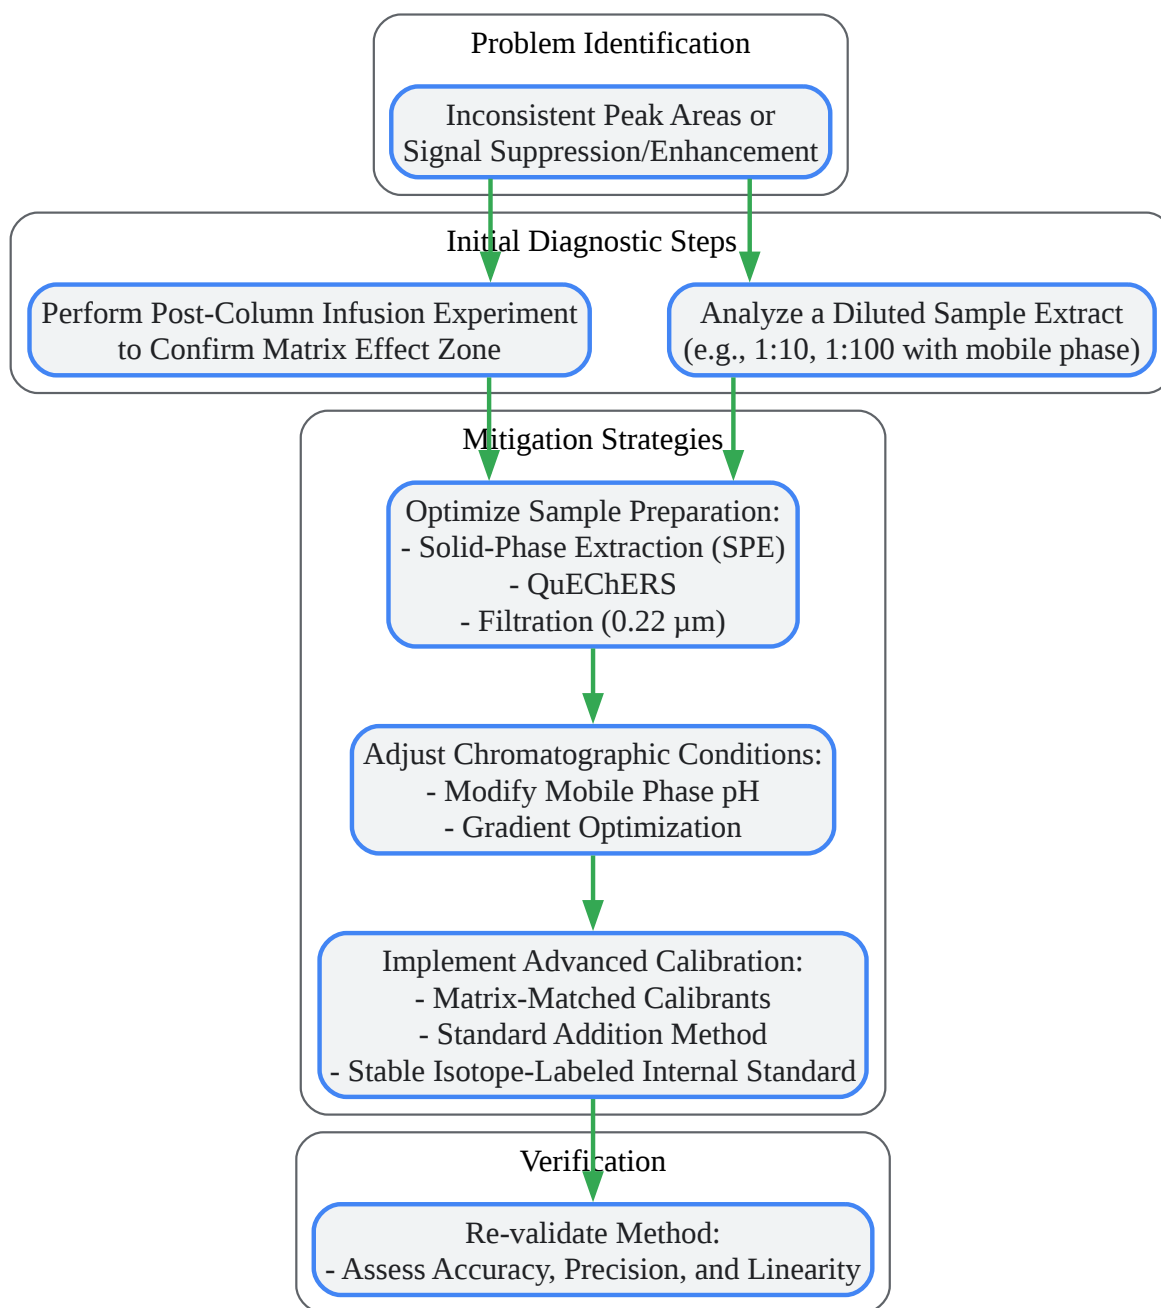 Problem Identification
Inconsistent Peak Areas or
Signal Suppression/Enhancement
Initial Diagnostic Steps
Perform Post-Column Infusion Experiment
to Confirm Matrix Effect Zone
Analyze a Diluted Sample Extract
(e.g., 1:10, 1:100 with mobile phase)
Mitigation Strategies
Optimize Sample Preparation:
- Solid-Phase Extraction (SPE)
- QuEChERS
- Filtration (0.22 µm)
Adjust Chromatographic Conditions:
- Modify Mobile Phase pH
- Gradient Optimization
Implement Advanced Calibration:
- Matrix-Matched Calibrants
- Standard Addition Method
- Stable Isotope-Labeled Internal Standard
Verification
Re-validate Method:
- Assess Accuracy, Precision, and Linearity